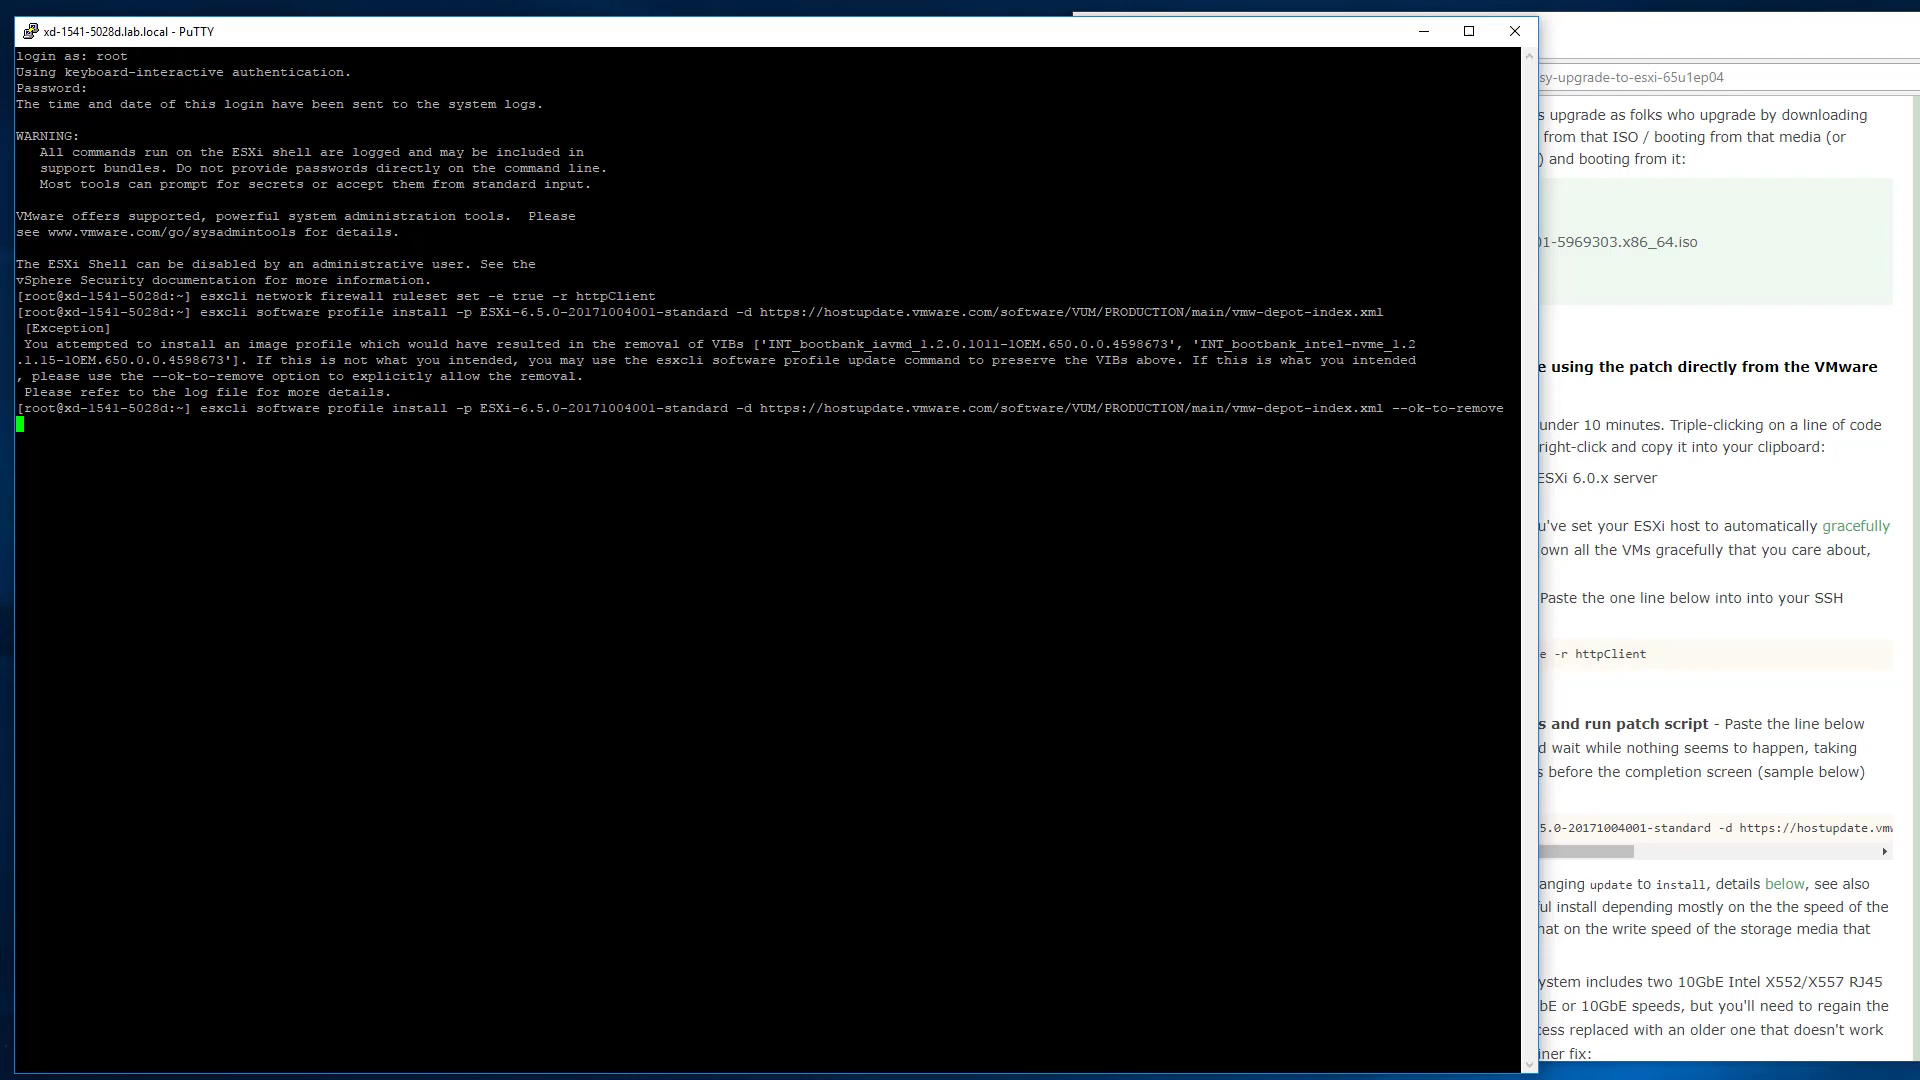 xd-1541-5028d.lab.local - PuTTY
login as: root
Using keyboard-interactive authentication.
Password:
The time and date of this login have been sent to the system logs.
WARNING:
All commands run on the ESXi shell are logged and may be included in
support bundles. Do not provide passwords directly on the command line.
Most tools can prompt for secrets or accept them from standard input.
VMware offers supported, powerful system administration tools.  Please
see www.vmware.com/go/sysadmintools for details.
The ESXi Shell can be disabled by an administrative user. See the
vSphere Security documentation for more information.
[root@xd-1541-5028d:~] esxcli network firewall ruleset set -e true -r httpClient
[root@xd-1541-5028d:~] esxcli software profile install -p ESXi-6.5.0-20171004001-standard -d https://hostupdate.vmware.com/software/VUM/PRODUCTION/main/vmw-depot-index.xml
[Exception]
You attempted to install an image profile which would have resulted in the removal of VIBs ['INT_bootbank_iavmd_1.2.0.1011-1OEM.650.0.0.4598673', 'INT_bootbank_intel-nvme_1.2
.1.15-1OEM.650.0.0.4598673']. If this is not what you intended, you may use the esxcli software profile update command to preserve the VIBs above. If this is what you intended
, please use the --ok-to-remove option to explicitly allow the removal.
Please refer to the log file for more details.
[root@xd-1541-5028d:~] esxcli software profile install -p ESXi-6.5.0-20171004001-standard -d https://hostupdate.vmware.com/software/VUM/PRODUCTION/main/vmw-depot-index.xml --ok-to-remove
sy-upgrade-to-esxi-65u1ep04
s upgrade as folks who upgrade by downloading
from that ISO / booting from that media (or
) and booting from it:
01-5969303.x86_64.iso
e using the patch directly from the VMware
under 10 minutes. Triple-clicking on a line of code
right-click and copy it into your clipboard:
ESXi 6.0.x server
u've set your ESXi host to automatically gracefully
own all the VMs gracefully that you care about,
Paste the one line below into into your SSH
e -r httpClient
s and run patch script - Paste the line below
d wait while nothing seems to happen, taking
s before the completion screen (sample below)
5.0-20171004001-standard -d https://hostupdate.vmw
anging update to install, details below, see also
ful install depending mostly on the the speed of the
hat on the write speed of the storage media that
ystem includes two 10GbE Intel X552/X557 RJ45
bE or 10GbE speeds, but you'll need to regain the
cess replaced with an older one that doesn't work
iner fix: